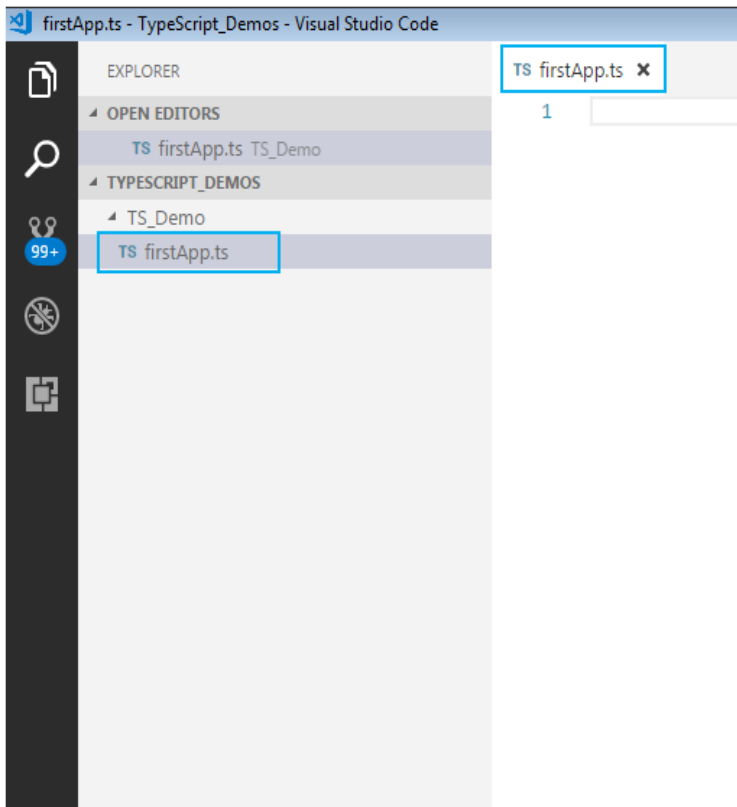 firstApp.ts - TypeScript_Demos - Visual Studio Code
EXPLORER
OPEN EDITORS
TS firstApp.ts TS_Demo
TYPESCRIPT_DEMOS
TS_Demo
TS firstApp.ts
99+
TS firstApp.ts
1